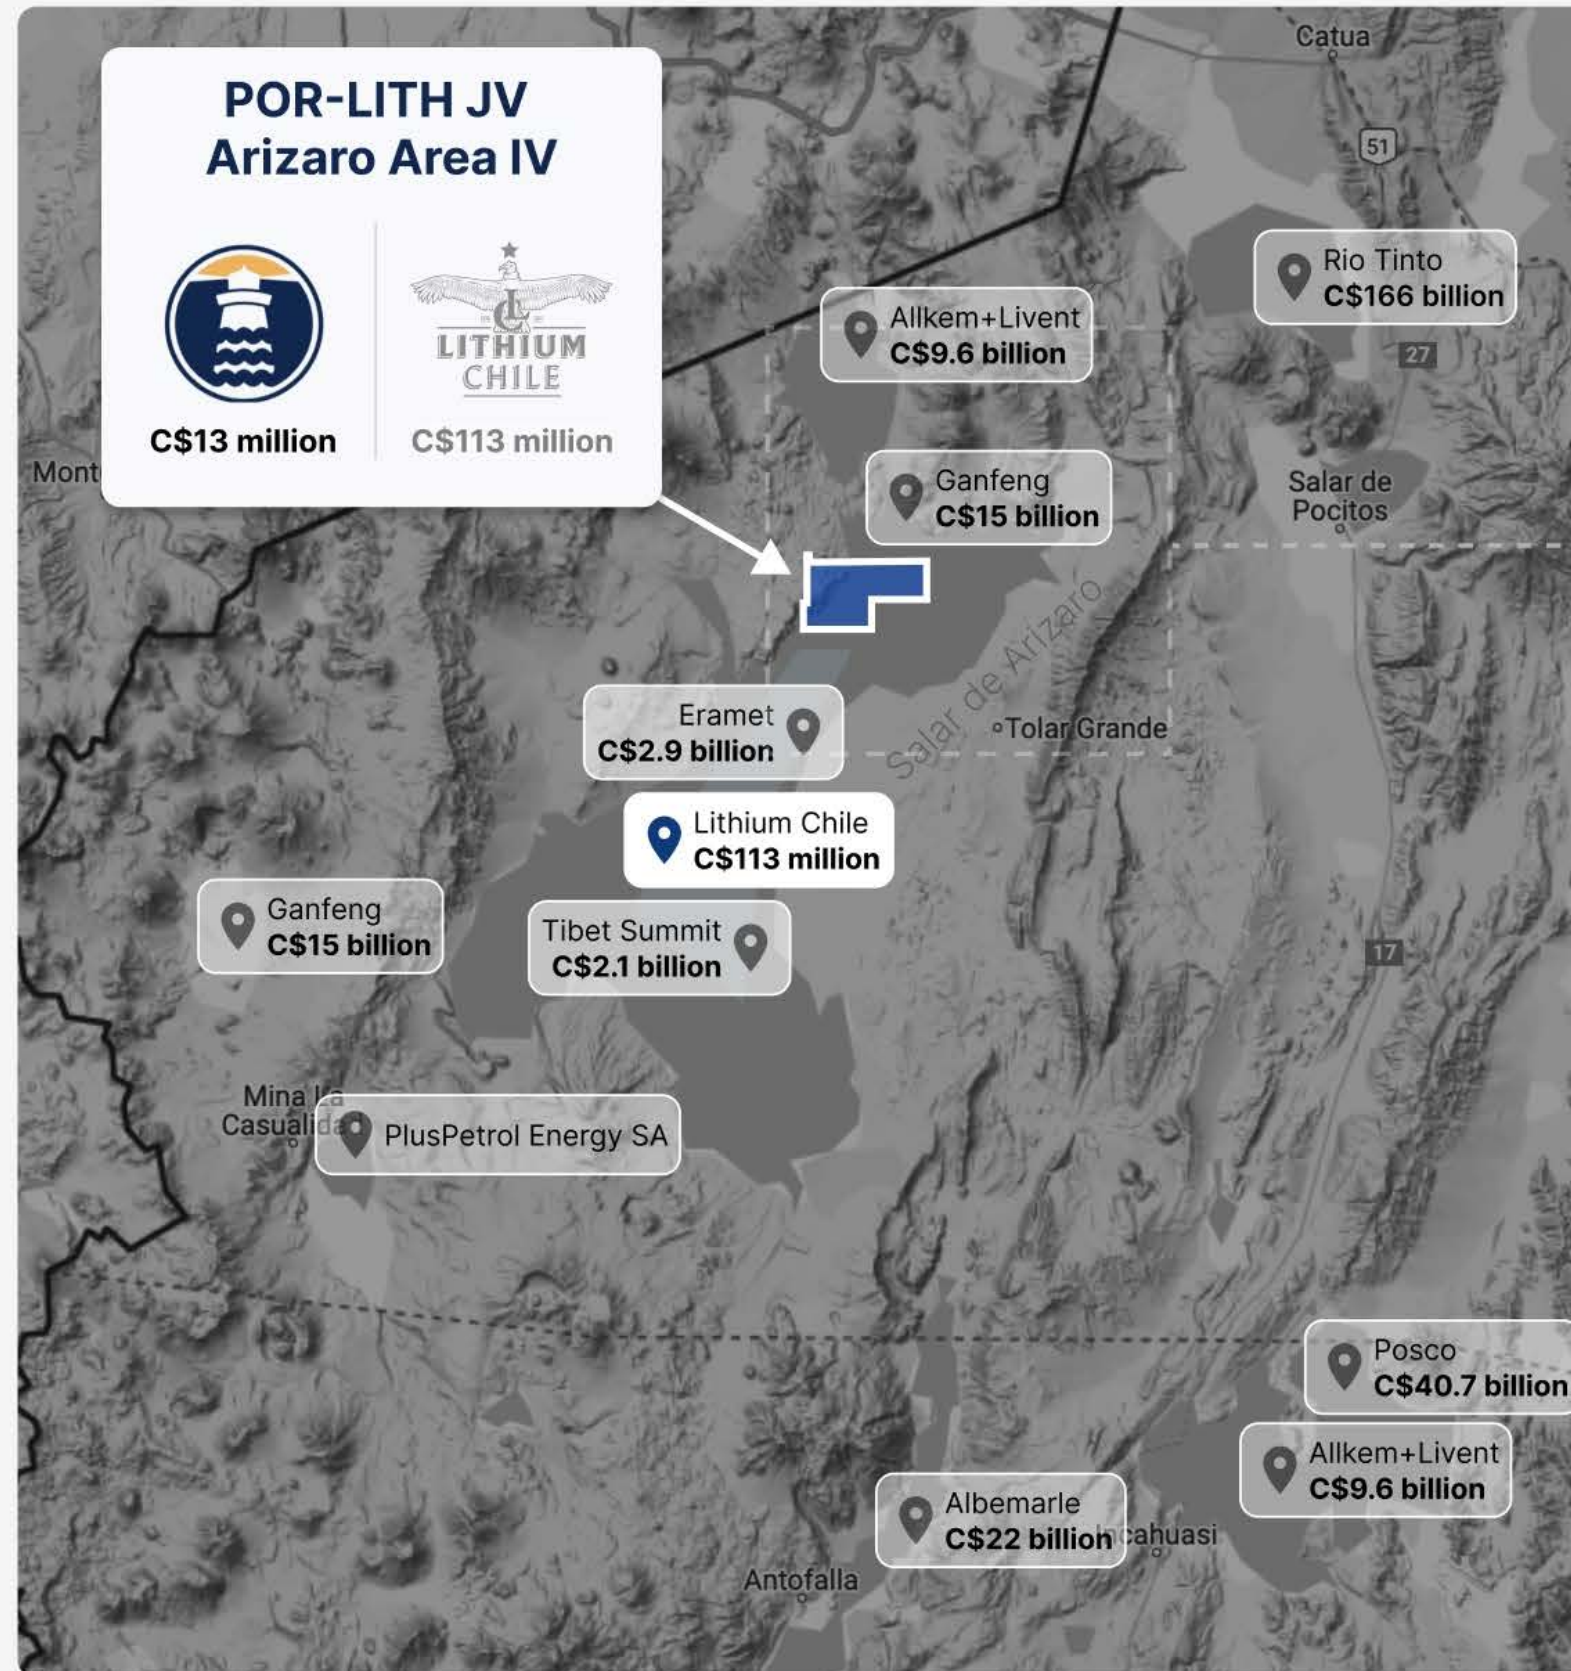 Catua
POR-LITH JV
Arizaro Area IV
51
Rio Tinto
C$166 billion
Allkem+Livent
C$9.6 billion
LITHIUM
CHILE
27
C$13 million
C$113 million
Mont
Ganfeng
C$15 billion
Salar de
Pocitos
Salar de Arizaro
Eramet
C$2.9 billion
Tolar Grande
Lithium Chile
C$113 million
Ganfeng
C$15 billion
Tibet Summit
C$2.1 billion
17
Mina La
Casualidad
PlusPetrol Energy SA
Posco
C$40.7 billion
Allkem+Livent
C$9.6 billion
Albemarle
C$22 billion
Incahuasi
Antofalla